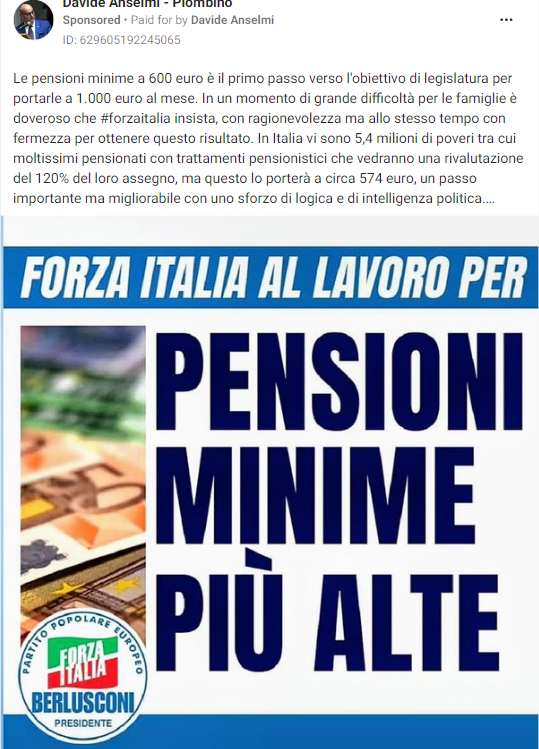 Davide Anselmi - Piombino
Sponsored • Paid for by Davide Anselmi
ID: 629605192245065
Le pensioni minime a 600 euro è il primo passo verso l'obiettivo di legislatura per
portarle a 1.000 euro al mese. In un momento di grande difficoltà per le famiglie è
doveroso che #forzaitalia insista, con ragionevolezza ma allo stesso tempo con
fermezza per ottenere questo risultato. In Italia vi sono 5,4 milioni di poveri tra cui
moltissimi pensionati con trattamenti pensionistici che vedranno una rivalutazione
del 120% del loro assegno, ma questo lo porterà a circa 574 euro, un passo
importante ma migliorabile con uno sforzo di logica e di intelligenza politica....
FORZA ITALIA AL LAVORO PER
PENSIONI
MINIME
PIÙ ALTE
PARTITO POPOLARE EUROPEO
FORZA
ITALIA
BERLUSCONI
PRESIDENTE